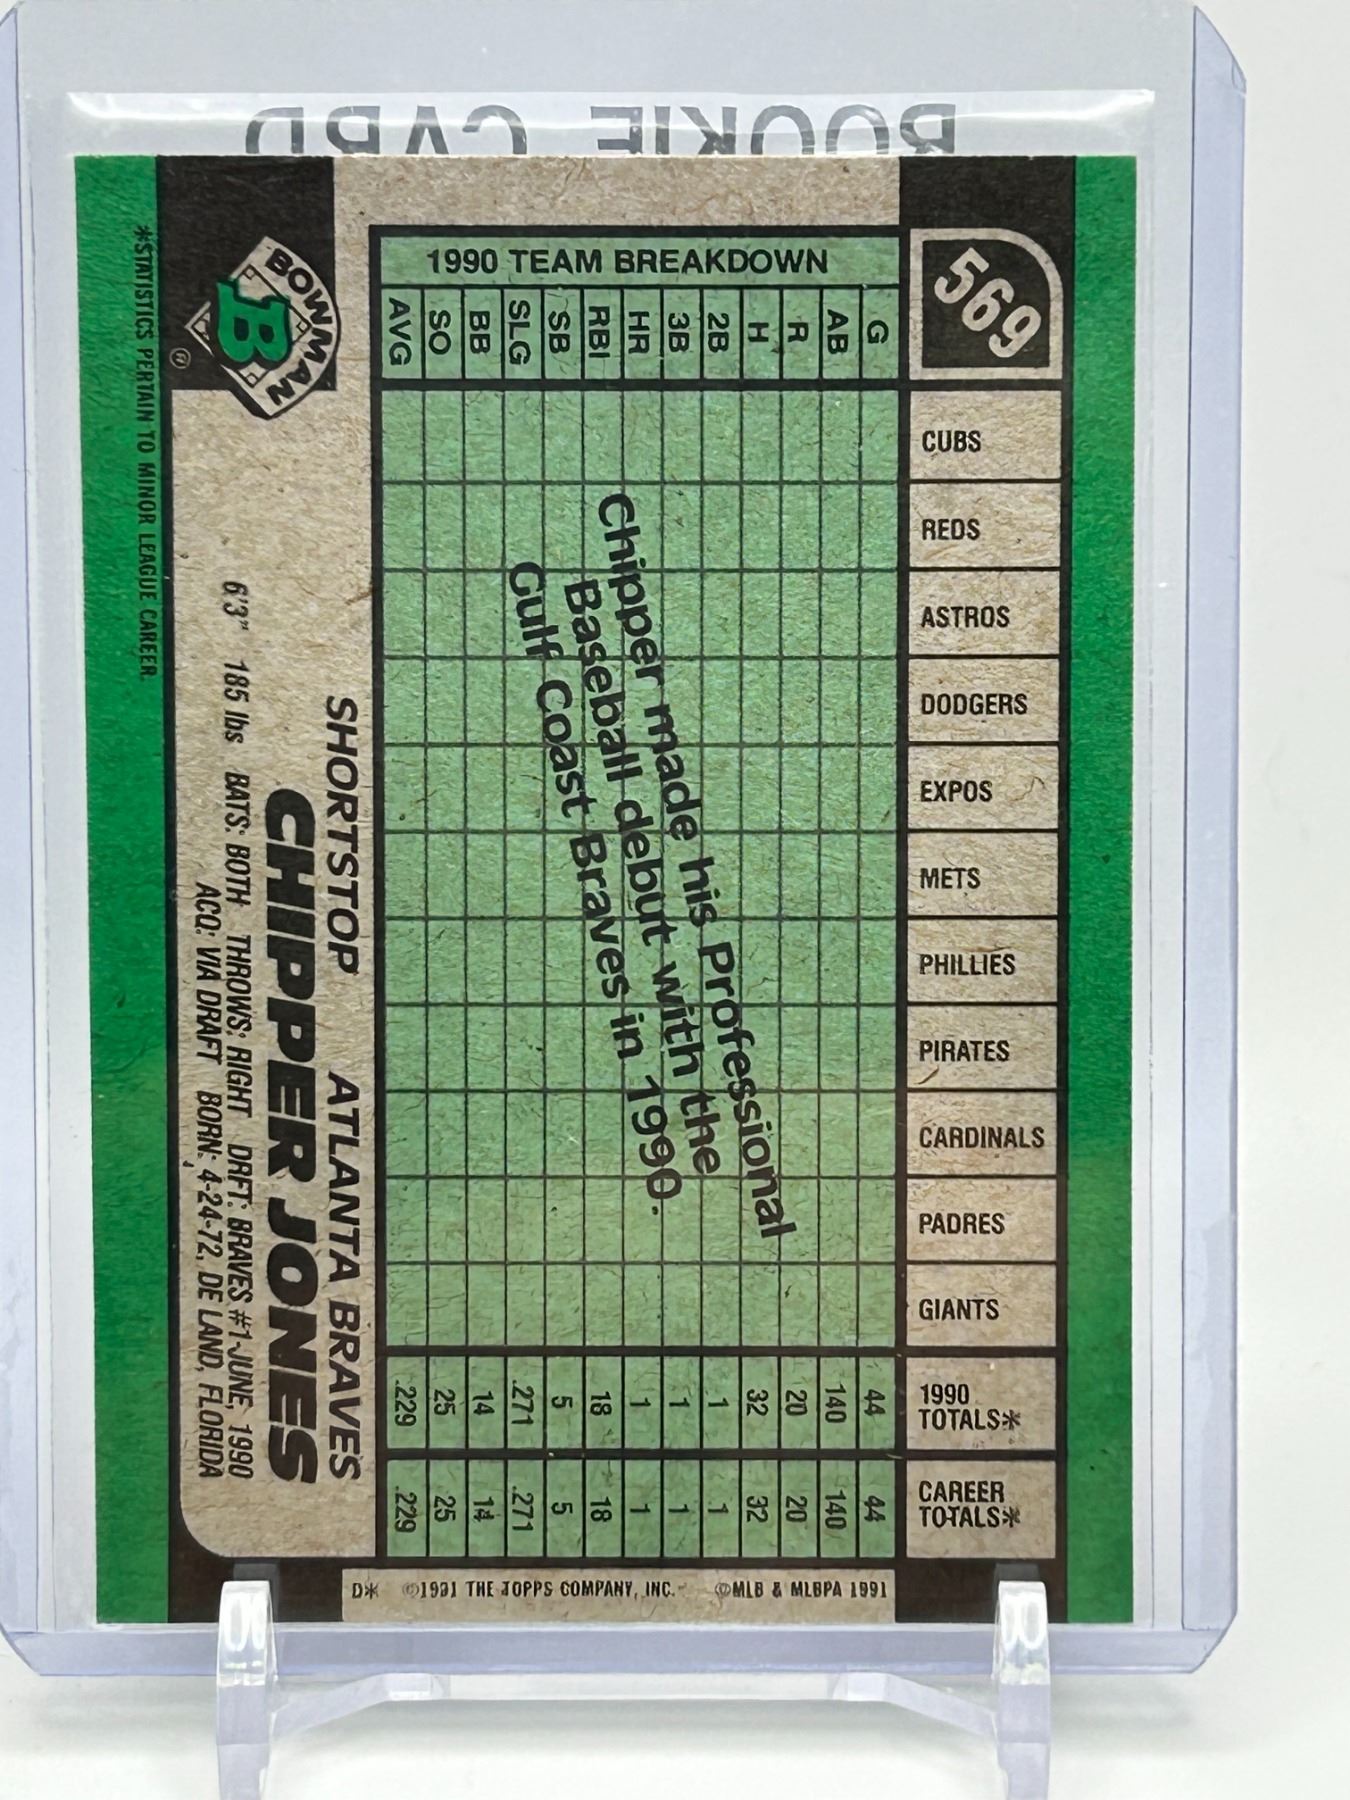 ROOKIE CARD
569
1990 TEAM BREAKDOWN
G AB R H 2B 3B HR RBI SB SLG BB SO AVG
CUBS
REDS
ASTROS
DODGERS
EXPOS
METS
PHILLIES
PIRATES
CARDINALS
PADRES
GIANTS
1990 TOTALS* 44 140 20 32 1 1 1 18 5 .271 14 25 .229
CAREER TOTALS* 44 140 20 32 1 1 1 18 5 .271 14 25 .229
Chipper made his Professional
Baseball debut with the
Gulf Coast Braves in 1990.
SHORTSTOP ATLANTA BRAVES
CHIPPER JONES
6'3" 185 lbs BATS: BOTH THROWS: RIGHT DRFT: BRAVES #1-JUNE, 1990
ACQ: VIA DRAFT BORN: 4-24-72, DE LAND, FLORIDA
BOWMAN
B
®
*STATISTICS PERTAIN TO MINOR LEAGUE CAREER.
D* ©1991 THE TOPPS COMPANY, INC. ©MLB & MLBPA 1991